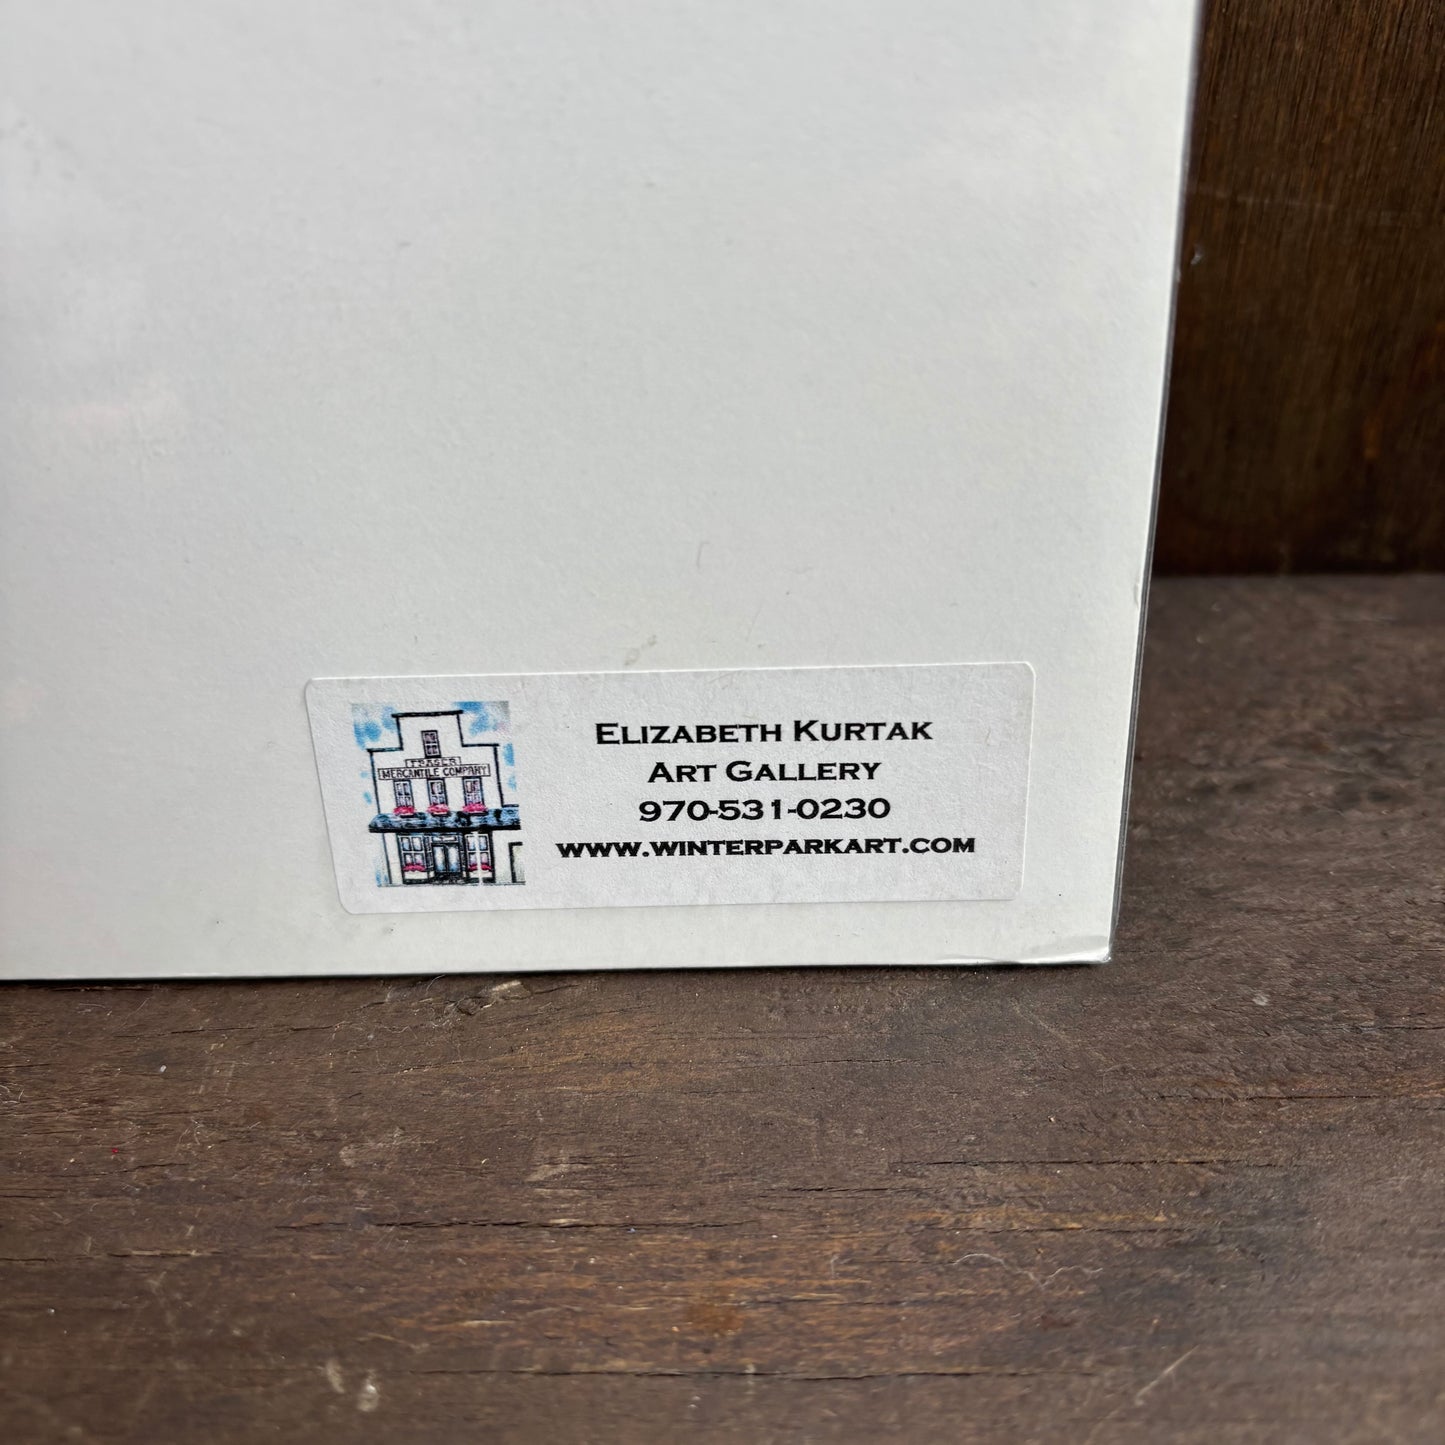 FRASER
MERCANTILE COMPANY
ELIZABETH KURTAK
ART GALLERY
970-531-0230
WWW.WINTERPARKART.COM